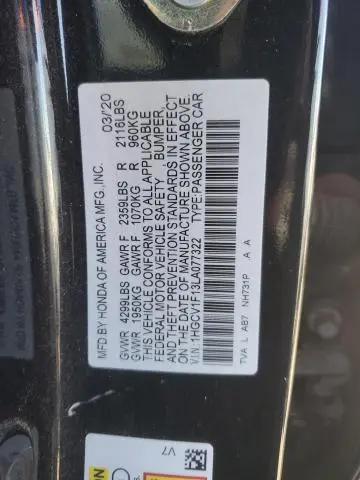 MFD BY HONDA OF AMERICA MFG.,INC. 03/20
GVWR 4299LBS GAWR F 2359LBS R 2116LBS
GVWR 1950KG GAWR F 1070KG R 960KG
THIS VEHICLE CONFORMS TO ALL APPLICABLE
FEDERAL MOTOR VEHICLE SAFETY, BUMPER,
AND THEFT PREVENTION STANDARDS IN EFFECT
ON THE DATE OF MANUFACTURE SHOWN ABOVE.
V.I.N.:1HGCV1F13LA077322 TYPE:PASSENGER CAR
TVA L AB7 NH731P A A
V7